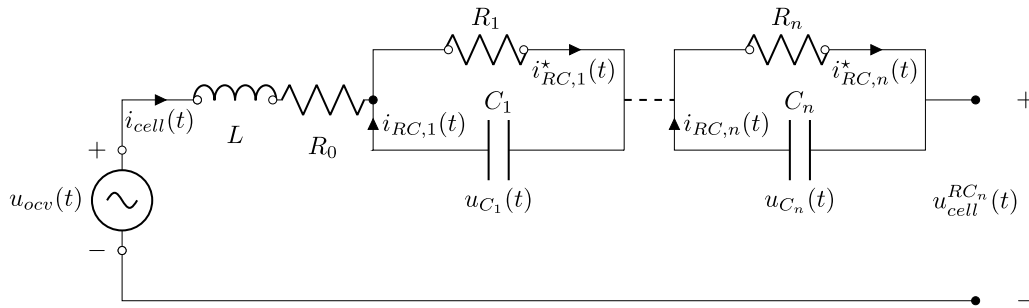 R_1
R_n
i^⋆_{RC,1}(t)
i^⋆_{RC,n}(t)
C_1
C_n
+
i_{cell}(t)
i_{RC,1}(t)
i_{RC,n}(t)
L
R_0
+
u_{ocv}(t)
u_{C_1}(t)
u_{C_n}(t)
u^{RC_n}_{cell}(t)
−
−